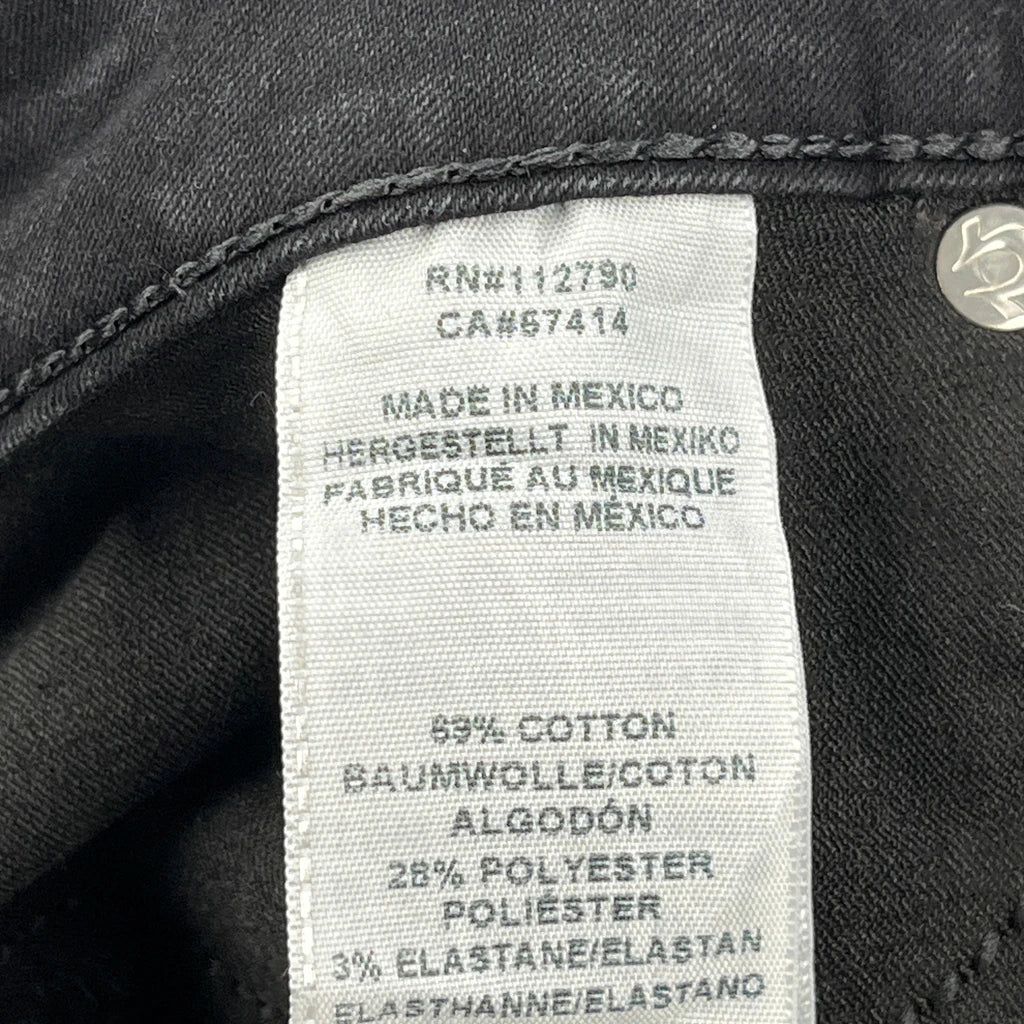 RN#112790
CA#67414
MADE IN MEXICO
HERGESTELLT IN MEXIKO
FABRIQUÉ AU MEXIQUE
HECHO EN MÉXICO
69% COTTON
BAUMWOLLE/COTON
ALGODÓN
28% POLYESTER
POLIÉSTER
3% ELASTANE/ELASTAN
ELASTHANNE/ELASTANO